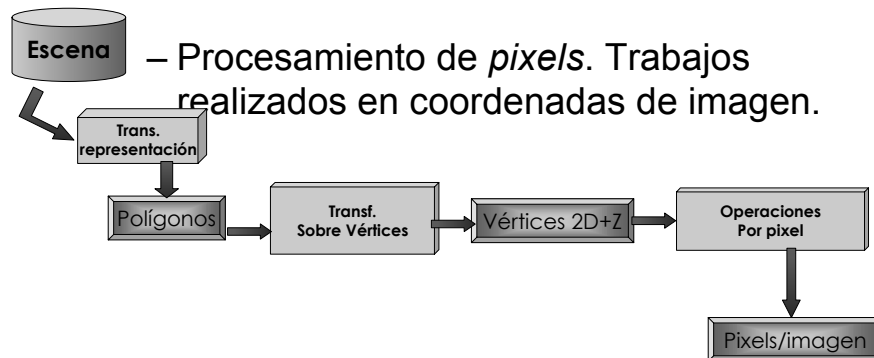 Escena
– Procesamiento de pixels. Trabajos
realizados en coordenadas de imagen.
Trans.
representación
Polígonos
Transf.
Sobre Vértices
Vértices 2D+Z
Operaciones
Por pixel
Pixels/imagen